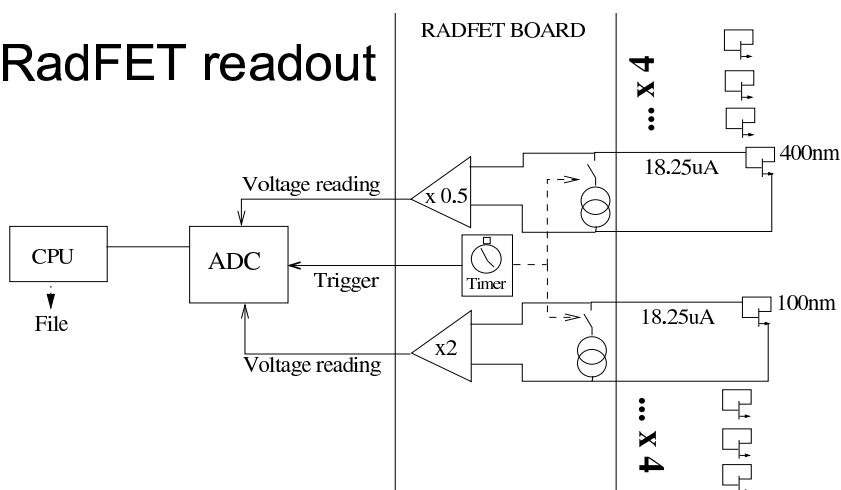 RadFET readout
RADFET BOARD
... x 4
400nm
18.25uA
Voltage reading
x 0.5
CPU
ADC
Timer
Trigger
File
100nm
18.25uA
x2
Voltage reading
... x 4